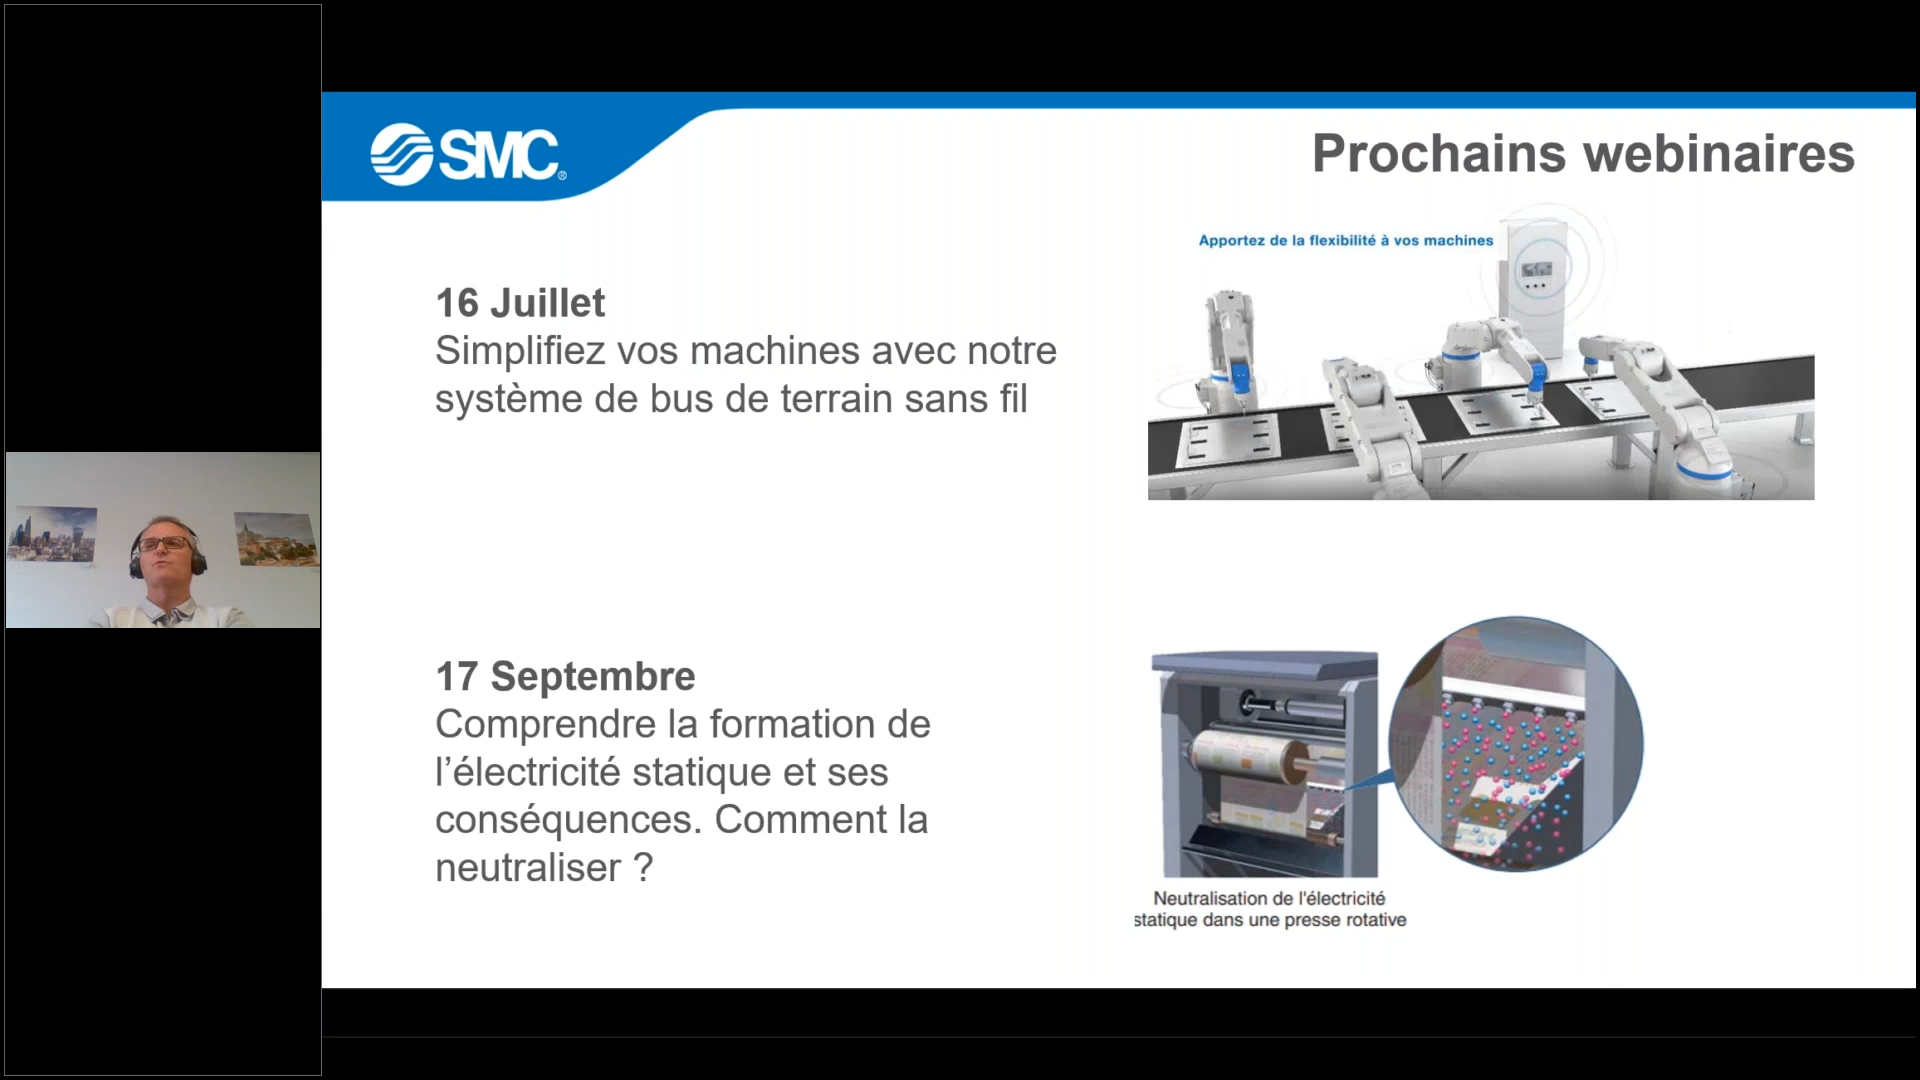 SMC®
Prochains webinaires
Apportez de la flexibilité à vos machines
16 Juillet
Simplifiez vos machines avec notre
système de bus de terrain sans fil
17 Septembre
Comprendre la formation de
l’électricité statique et ses
conséquences. Comment la
neutraliser ?
Neutralisation de l'électricité
statique dans une presse rotative